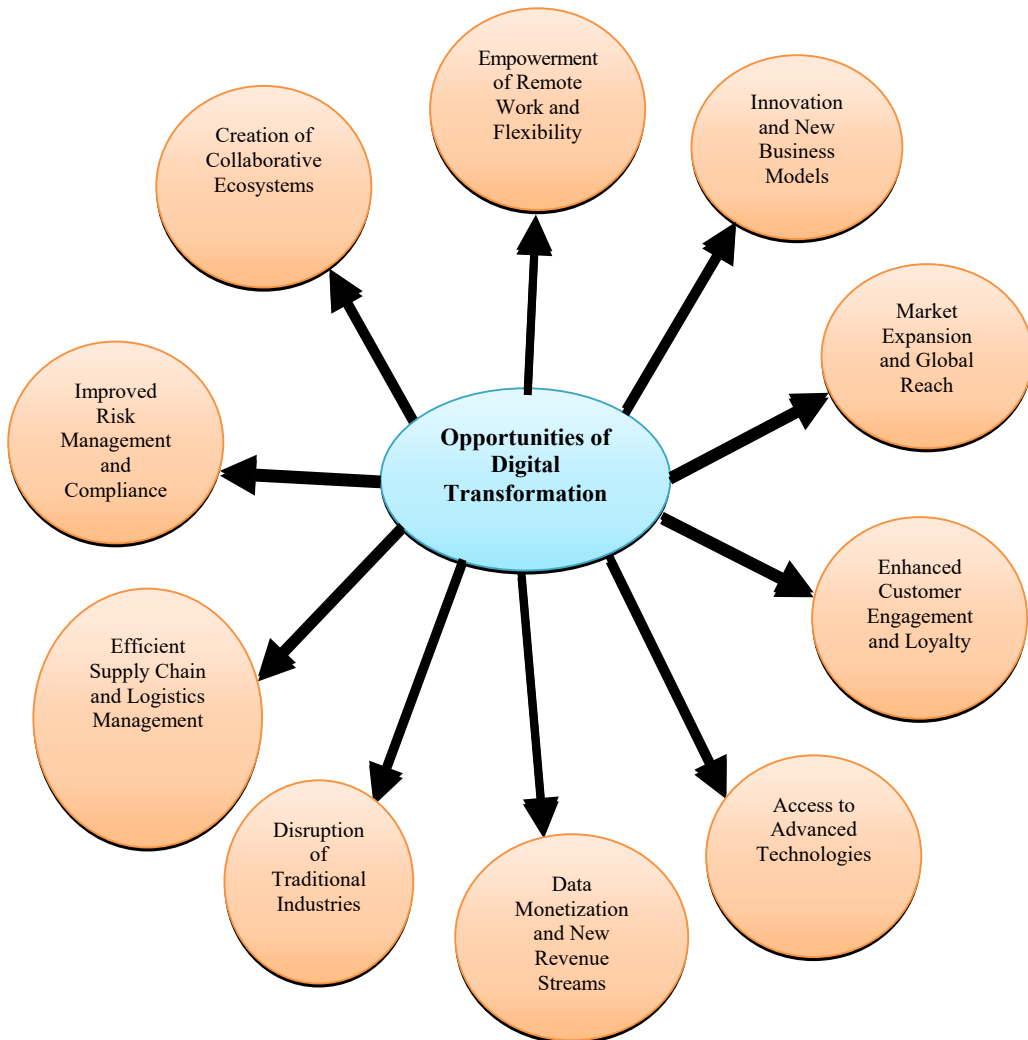 Empowerment
of Remote
Work and
Flexibility
Innovation
and New
Business
Models
Creation of
Collaborative
Ecosystems
Market
Expansion
and Global
Reach
Improved
Risk
Management
and
Compliance
Opportunities of
Digital
Transformation
Enhanced
Customer
Engagement
and Loyalty
Efficient
Supply Chain
and Logistics
Management
Access to
Advanced
Technologies
Disruption
of
Traditional
Industries
Data
Monetization
and New
Revenue
Streams